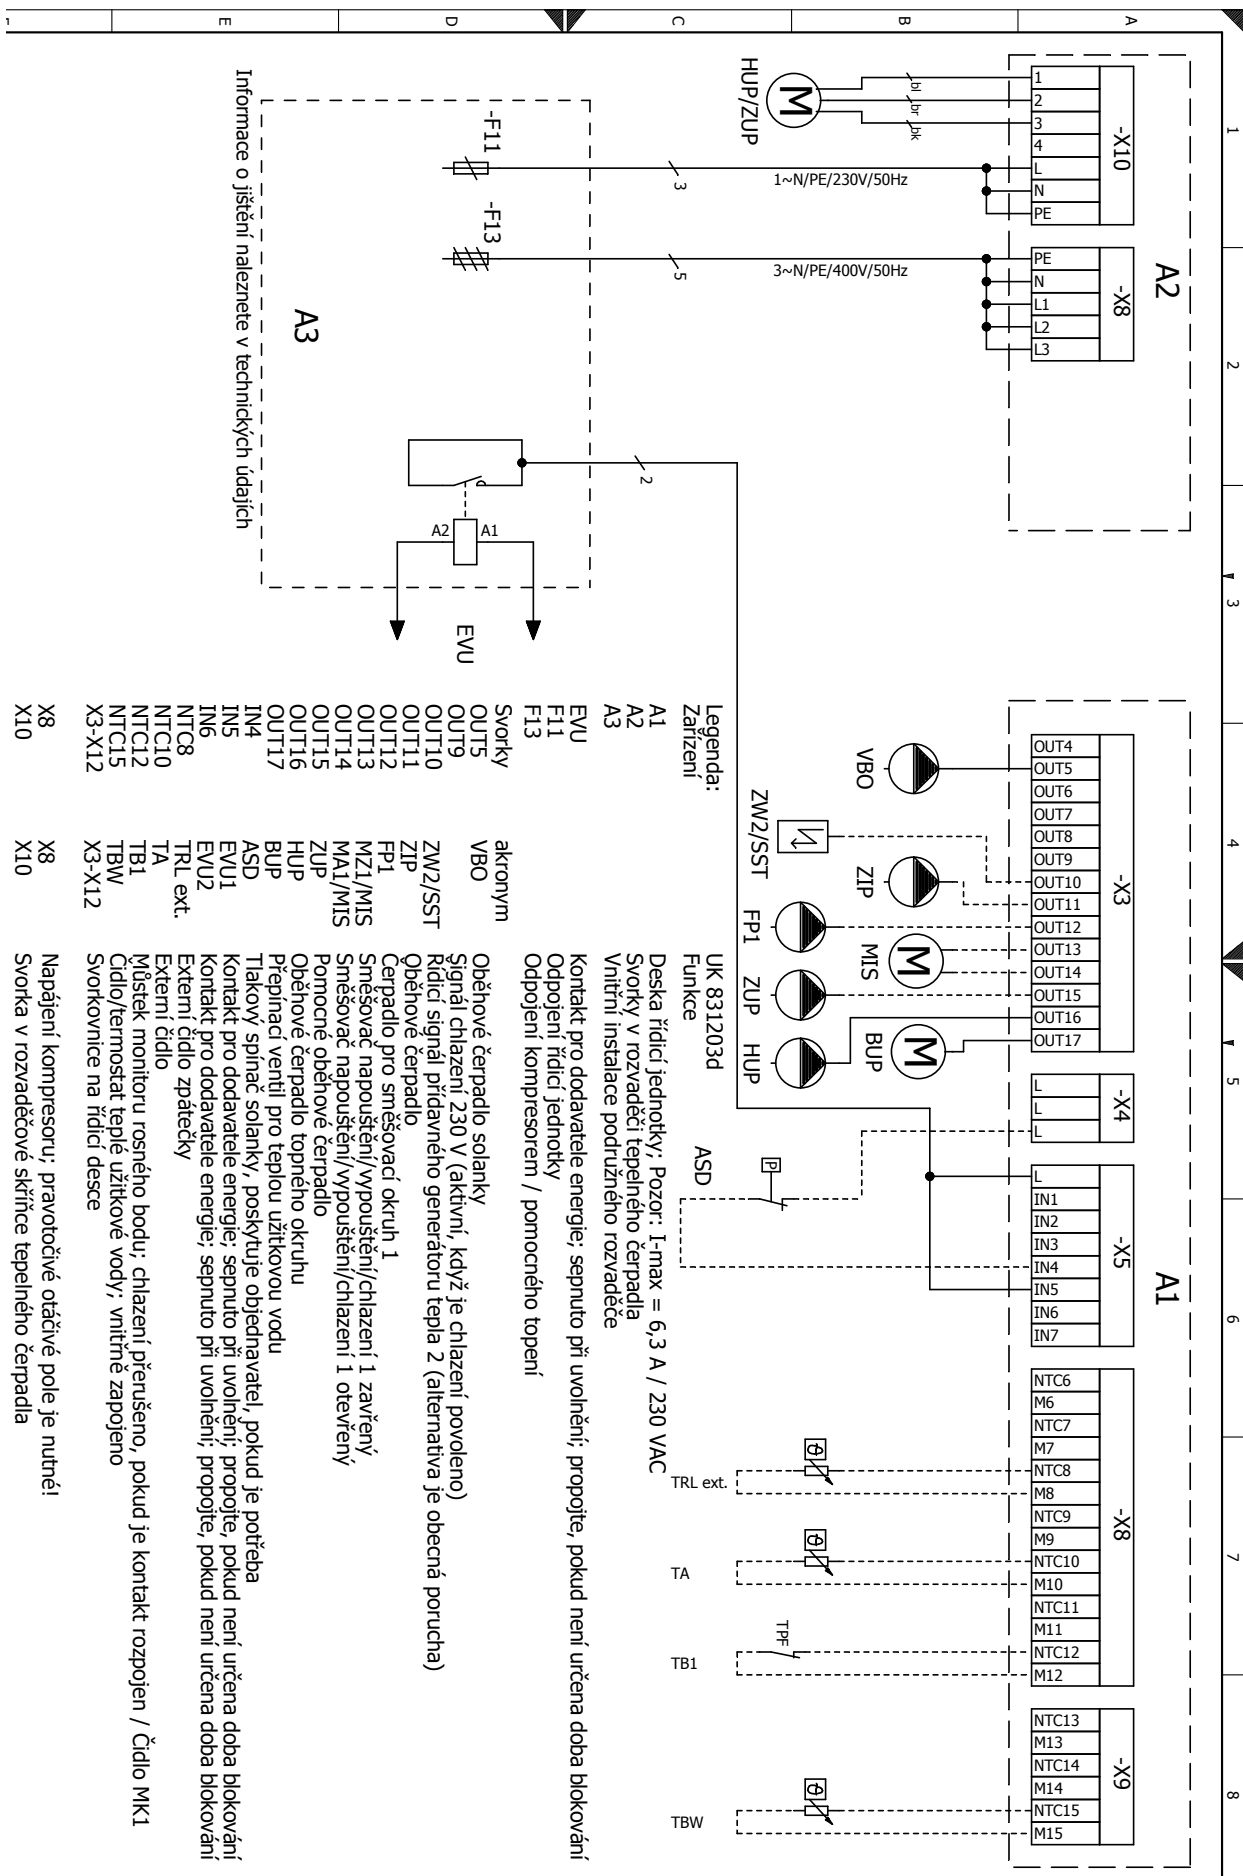 A
B
C
D
E
1
2
3
4
5
6
7
8
A2
-X10
1
2
3
4
L
N
PE
-X8
PE
N
L1
L2
L3
bl
br
bk
HUP/ZUP
M
1~N/PE/230V/50Hz
3
3~N/PE/400V/50Hz
5
-F11
-F13
A3
2
A2
A1
EVU
Informace o jištění naleznete v technických údajích
A1
-X3
OUT4
OUT5
OUT6
OUT7
OUT8
OUT9
OUT10
OUT11
OUT12
OUT13
OUT14
OUT15
OUT16
OUT17
-X4
L
L
L
-X5
L
IN1
IN2
IN3
IN4
IN5
IN6
IN7
-X8
NTC6
M6
NTC7
M7
NTC8
M8
NTC9
M9
NTC10
M10
NTC11
M11
NTC12
M12
-X9
NTC13
M13
NTC14
M14
NTC15
M15
VBO
ZW2/SST
ZIP
FP1
M
MIS
ZUP
HUP
M
BUP
P
ASD
ϑ
TRL ext.
ϑ
TA
TPF
TB1
ϑ
TBW
Legenda: UK 831203d
Zařízení Funkce
A1 Deska řídicí jednotky; Pozor: I-max = 6,3 A / 230 VAC
A2 Svorky v rozvaděči tepelného čerpadla
A3 Vnitřní instalace podružného rozvaděče
EVU Kontakt pro dodavatele energie; sepnuto při uvolnění; propojte, pokud není určena doba blokování
F11 Odpojení řídicí jednotky
F13 Odpojení kompresorem / pomocného topení
Svorky akronym
OUT5 VBO Oběhové čerpadlo solanky
OUT9 Signál chlazení 230 V (aktivní, když je chlazení povoleno)
OUT10 ZW2/SST Řídicí signál přídavného generátoru tepla 2 (alternativa je obecná porucha)
OUT11 ZIP Oběhové čerpadlo
OUT12 FP1 Čerpadlo pro směšovací okruh 1
OUT13 MZ1/MIS Směšovač napouštění/vypouštění/chlazení 1 zavřený
OUT14 MA1/MIS Směšovač napouštění/vypouštění/chlazení 1 otevřený
OUT15 ZUP Pomocné oběhové čerpadlo
OUT16 HUP Oběhové čerpadlo topného okruhu
OUT17 BUP Přepínací ventil pro teplou užitkovou vodu
IN4 ASD Tlakový spínač solanky, poskytuje objednavatel, pokud je potřeba
IN5 EVU1 Kontakt pro dodavatele energie; sepnuto při uvolnění; propojte, pokud není určena doba blokování
IN6 EVU2 Kontakt pro dodavatele energie; sepnuto při uvolnění; propojte, pokud není určena doba blokování
NTC8 TRL ext. Externí čidlo zpátečky
NTC10 TA Externí čidlo
NTC12 TB1 Můstek monitoru rosného bodu; chlazení přerušeno, pokud je kontakt rozpojen / Čidlo MK1
NTC15 TBW Čidlo/termostat teplé užitkové vody; vnitřně zapojeno
X3-X12 X3-X12 Svorkovnice na řídicí desce
X8 X8 Napájení kompresoru; pravotočivé otáčivé pole je nutné!
X10 X10 Svorka v rozvaděčové skříňce tepelného čerpadla